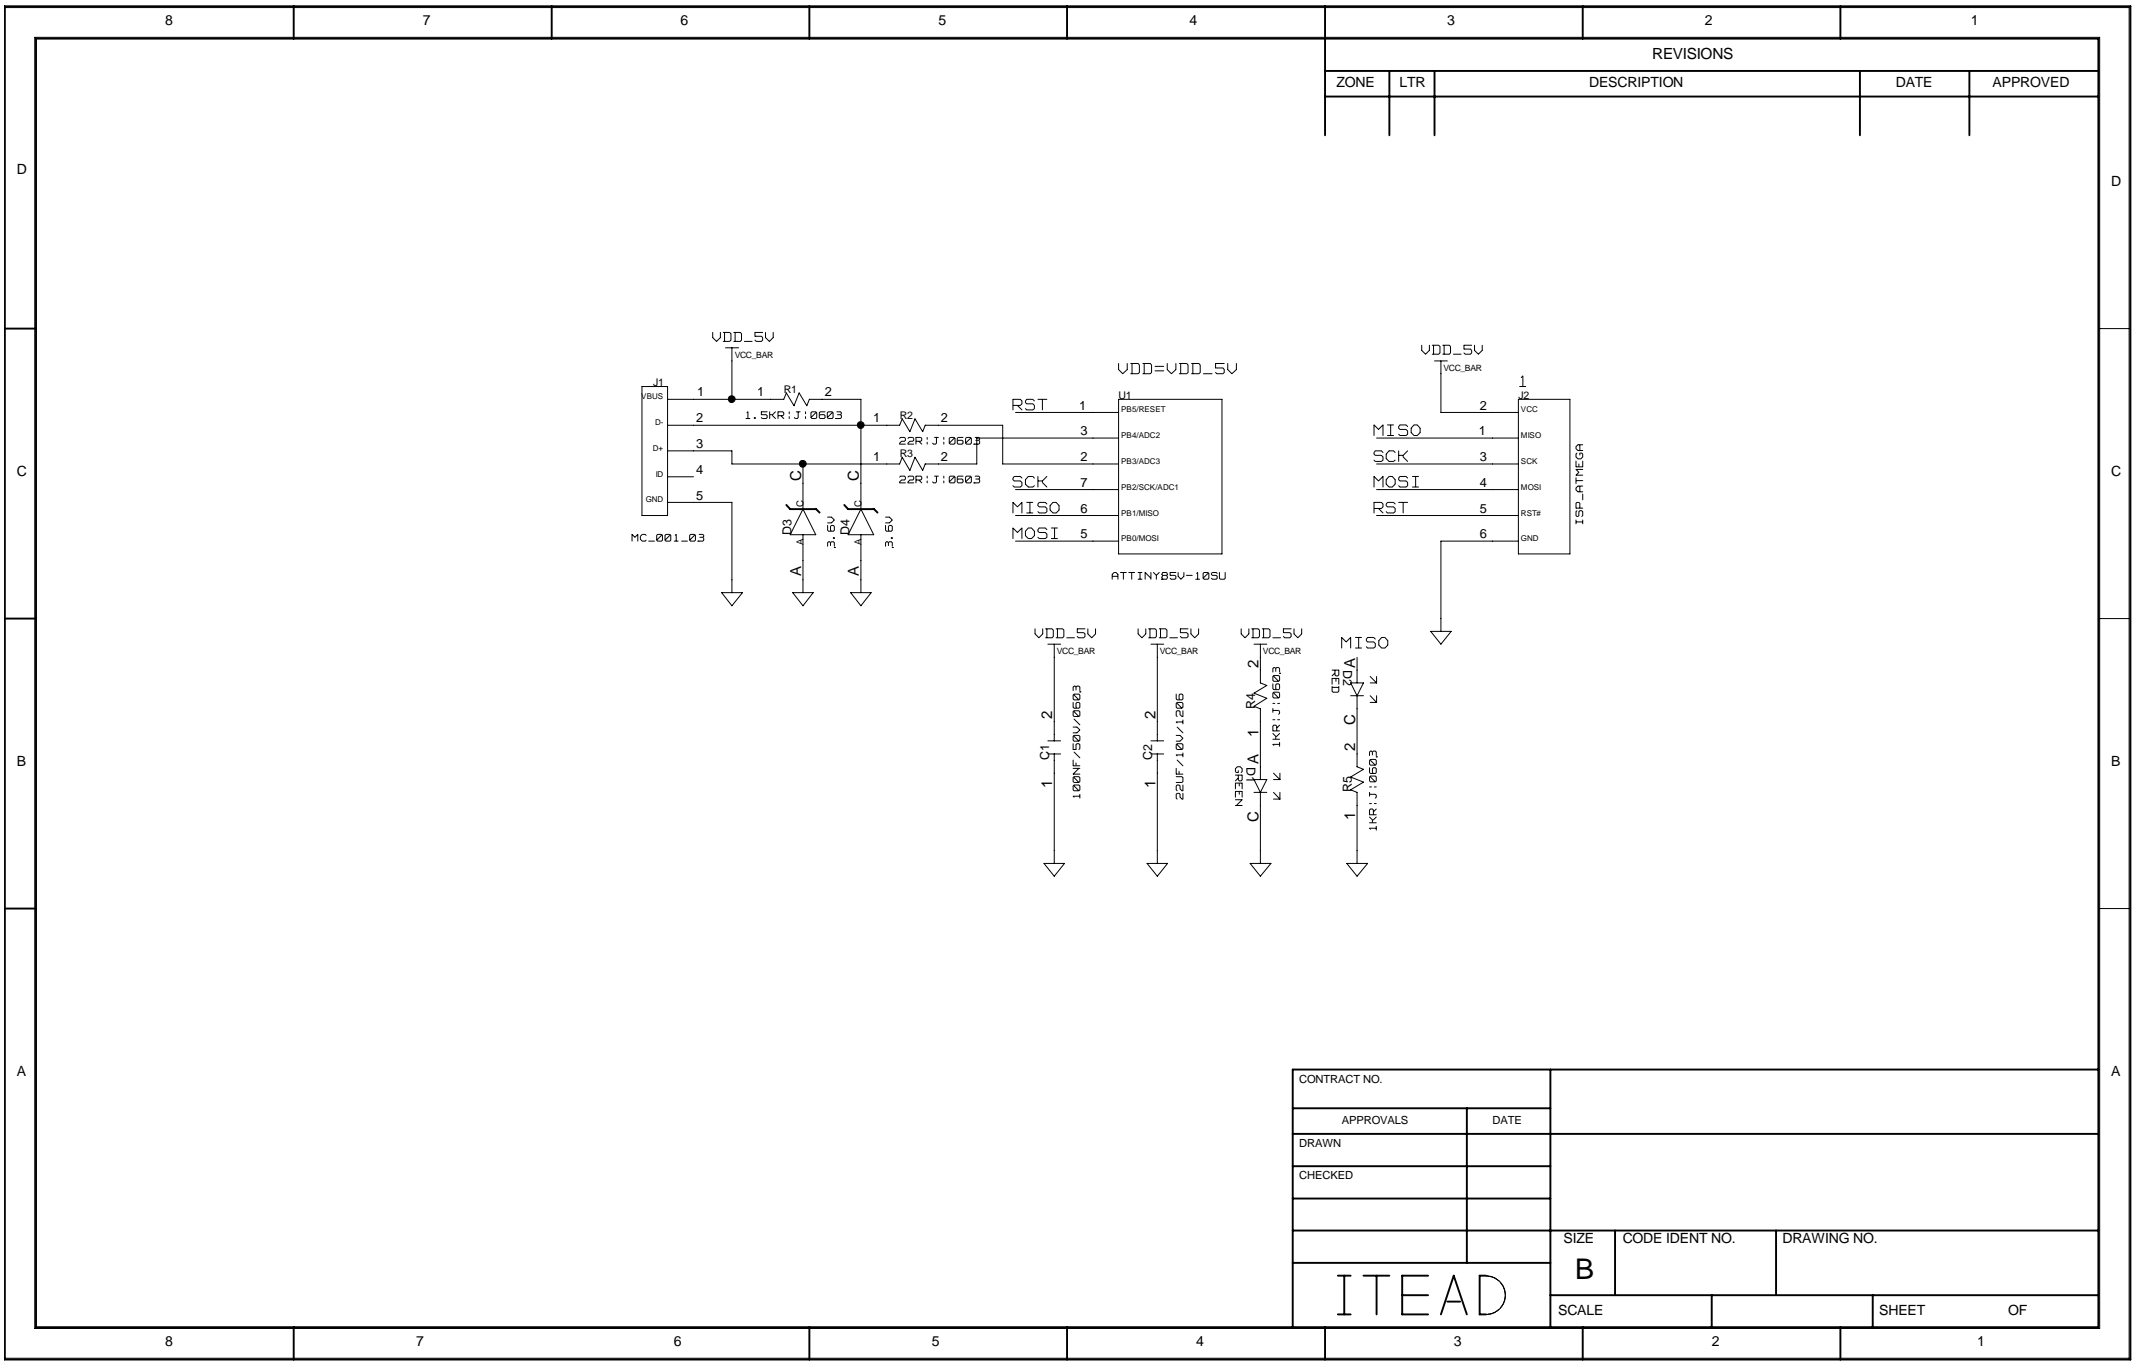 8 7 6 5 4 3 2 1
REVISIONS
ZONE LTR DESCRIPTION DATE APPROVED
D D
C C
B B
A A
VDD_5V
VCC_BAR
J1
VBUS 1
D- 2
D+ 3
ID 4
GND 5
MC_001_03
1 R1 2
1.5KR:J:0603
1 R2 2
22R:J:0603
1 R3 2
22R:J:0603
C C
C C
D3 3.6V D4 3.6V
A A
A A
VDD=VDD_5V
U1
RST 1 PB5/RESET
3 PB4/ADC2
2 PB3/ADC3
SCK 7 PB2/SCK/ADC1
MISO 6 PB1/MISO
MOSI 5 PB0/MOSI
ATTINY85V-10SU
VDD_5V
VCC_BAR
1
J2
2 VCC
MISO 1 MISO
SCK 3 SCK
MOSI 4 MOSI
RST 5 RST#
6 GND
ISP_ATMEGA
VDD_5V
VCC_BAR
2
C1
1
100NF/50V/0603
VDD_5V
VCC_BAR
2
C2
1
22UF/10V/1206
VDD_5V
VCC_BAR
2
R4
1
1KR:J:0603
A
D1
GREEN
C
MISO
A
D2
RED
C
2
R5
1
1KR:J:0603
CONTRACT NO.
APPROVALS DATE
DRAWN
CHECKED
ITEAD
SIZE CODE IDENT NO. DRAWING NO.
B
SCALE SHEET OF
8 7 6 5 4 3 2 1